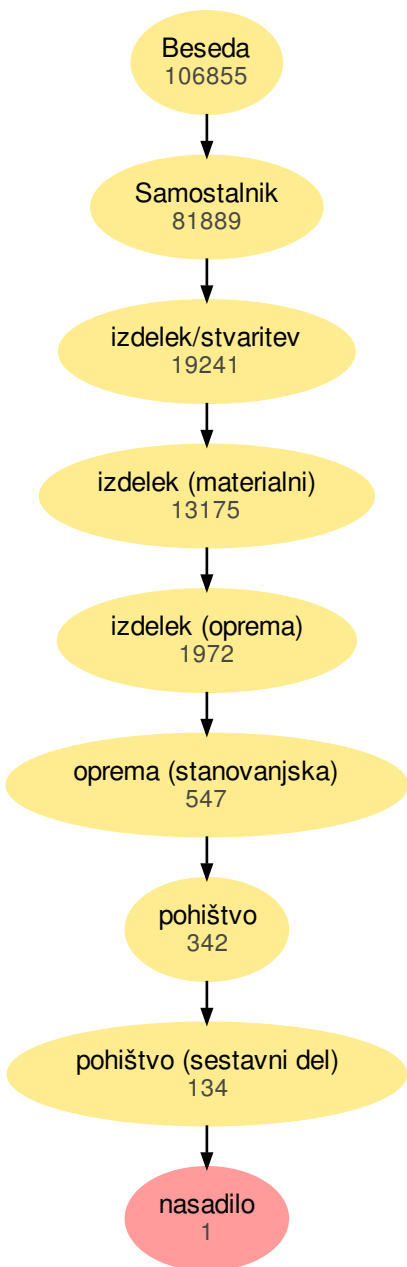 Beseda
106855
Samostalnik
81889
izdelek/stvaritev
19241
izdelek (materialni)
13175
izdelek (oprema)
1972
oprema (stanovanjska)
547
pohištvo
342
pohištvo (sestavni del)
134
nasadilo
1